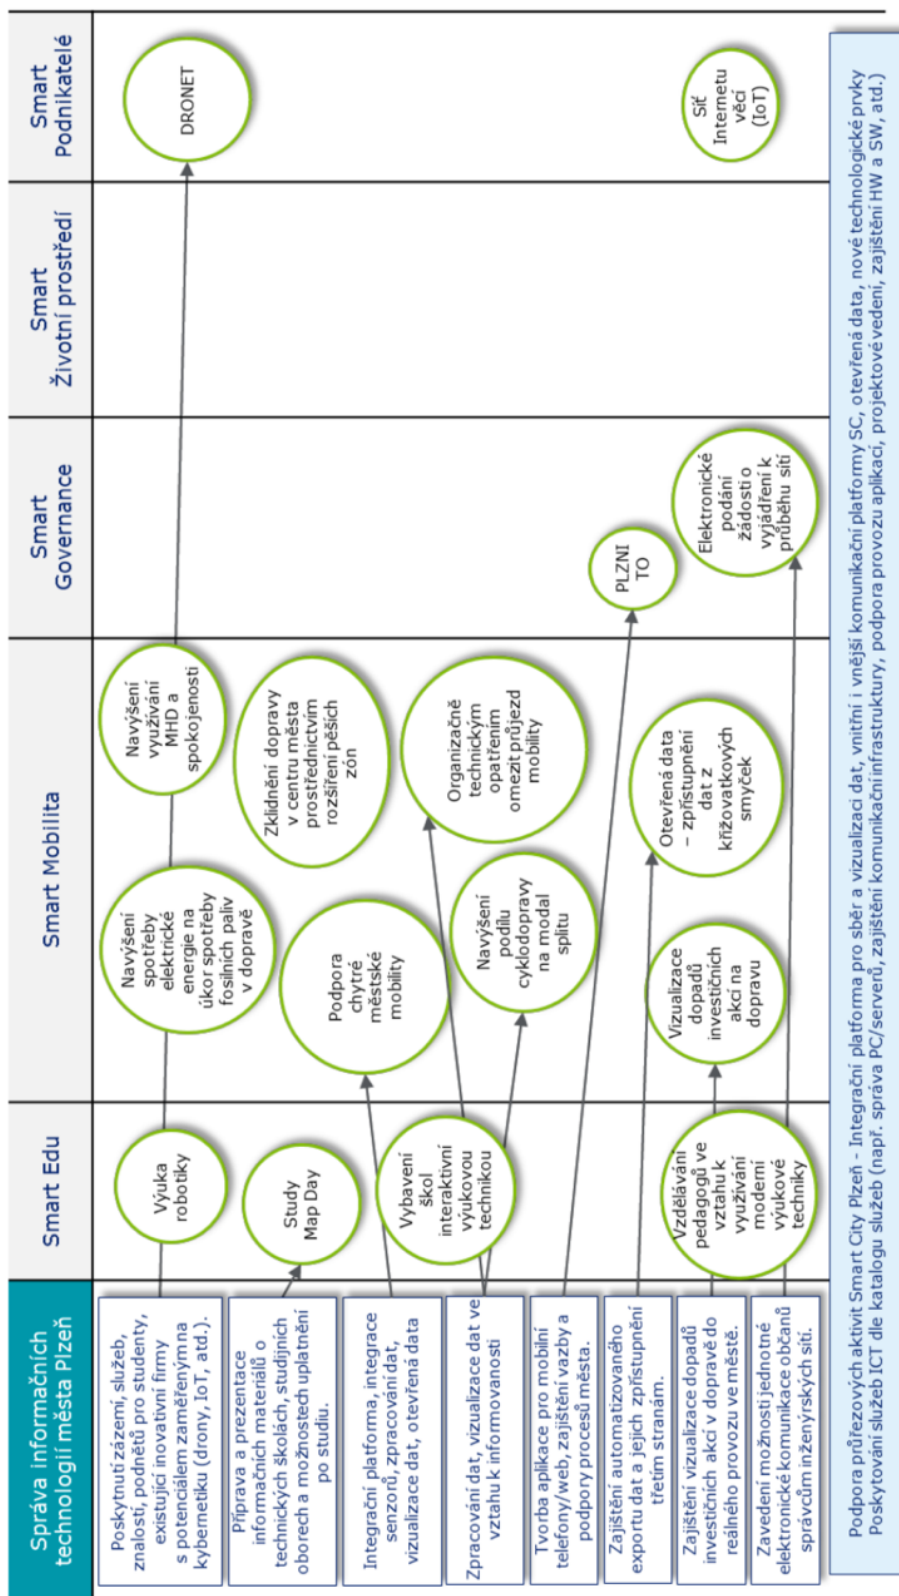 Správa informačních
technologií města Plzeň
Smart Edu
Smart Mobilita
Smart
Governance
Smart
Životní prostředí
Smart
Podnikatelé
Poskytnutí zázemí, služeb,
znalostí, podnětů pro studenty,
existující inovativní firmy
s potenciálem zaměřenýma na
kybernetiku (drony, IoT, atd.).
Výuka
robotiky
Navýšení
spotřeby
elektrické
energie na
úkor spotřeby
fosilních paliv
v dopravě
Navýšení
využívání
MHD a
spokojenosti
DRONET
Příprava a prezentace
informačních materiálů o
technických školách, studijních
oborech a možnostech uplatnění
po studiu.
Study
Map Day
Zklidnění dopravy
v centru města
prostřednictvím
rozšíření pěších
zón
Integrační platforma, integrace
senzorů, zpracování dat,
vizualizace dat, otevřená data
Podpora
chytré
městské
mobility
Vybavení
škol
interaktivní
výukovou
technikou
Organizačně
technickým
opatřením
omezit průjezd
mobility
Zpracování dat, vizualizace dat ve
vztahu k informovanosti
Navýšení
podílu
cyklodopravy
na modal
splitu
Tvorba aplikace pro mobilní
telefony/web, zajištění vazby a
podpory procesů města.
PLZNI
TO
Zajištění automatizovaného
exportu dat a jejich zpřístupnění
třetím stranám.
Otevřená data
– zpřístupnění
dat z
křižovatkových
smyček
Zajištění vizualizace dopadů
investičních akcí v dopravě do
reálného provozu ve městě.
Vzdělávání
pedagogů ve
vztahu k
využívání
moderní
výukové
techniky
Vizualizace
dopadů
investičních
akcí na
dopravu
Elektronické
podání
žádosti o
vyjádření k
průběhu sítí
Síť
Internetu
věcí
(IoT)
Zavedení možnosti jednotné
elektronické komunikace občanů
správcům inženýrských sítí.
Podpora průřezových aktivit Smart City Plzeň - Integrační platforma pro sběr a vizualizaci dat, vnitřní i vnější komunikační platformy SC, otevřená data, nové technologické prvky
Poskytování služeb ICT dle katalogu služeb (např. správa PC/serverů, zajištění komunikační infrastruktury, podpora provozu aplikací, projektové vedení, zajištění HW a SW, atd.)